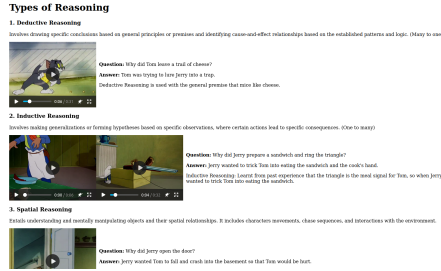 Types of Reasoning
1. Deductive Reasoning
Involves drawing specific conclusions based on general principles or premises and identifying cause-and-effect relationships based on the established patterns and logic. (Many to one
Question: Why did Tom leave a trail of cheese?
Answer: Tom was trying to lure Jerry into a trap.
Deductive Reasoning is used with the general premise that mice like cheese.
2. Inductive Reasoning
Involves making generalizations or forming hypotheses based on specific observations, where certain actions lead to specific consequences. (One to many)
Question: Why did Jerry prepare a sandwich and ring the triangle?
Answer: Jerry wanted to trick Tom into eating the sandwich and the cook's hand.
Inductive Reasoning: Learnt from past experience that the triangle is the meal signal for Tom, so when Jerry
wanted to trick Tom into eating the sandwich.
3. Spatial Reasoning
Entails understanding and mentally manipulating objects and their spatial relationships. It includes characters movements, chase sequences, and interactions with the environment.
Question: Why did Jerry open the door?
Answer: Jerry wanted Tom to fall and crash into the basement so that Tom would be hurt.